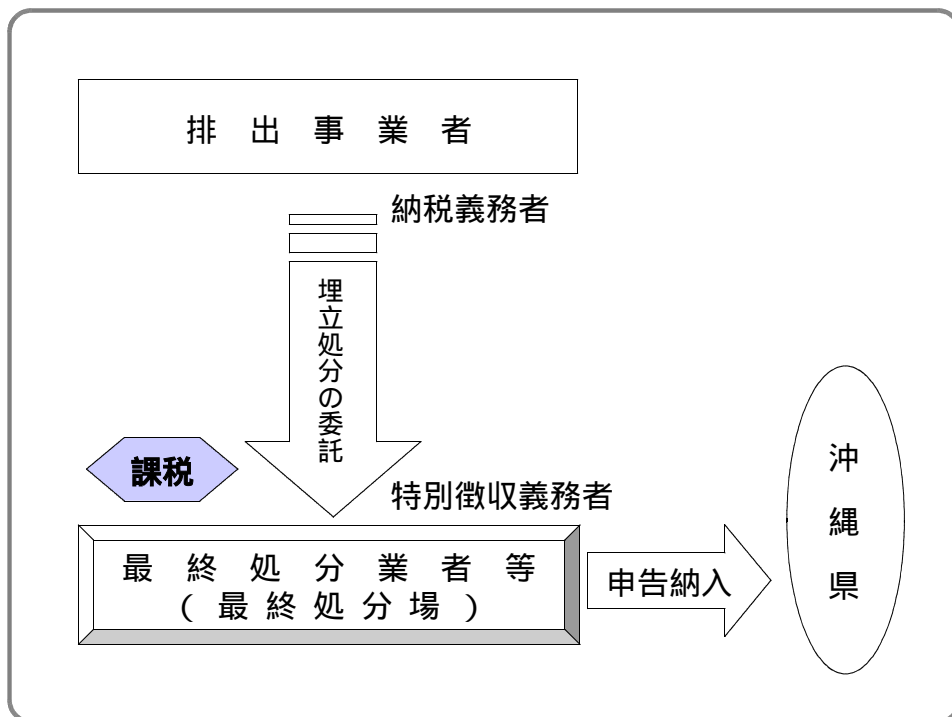 排出事業者
納税義務者
埋立処分の委託
課税
特別徴収義務者
最終処分業者等
(最終処分場)
申告納入
沖縄県